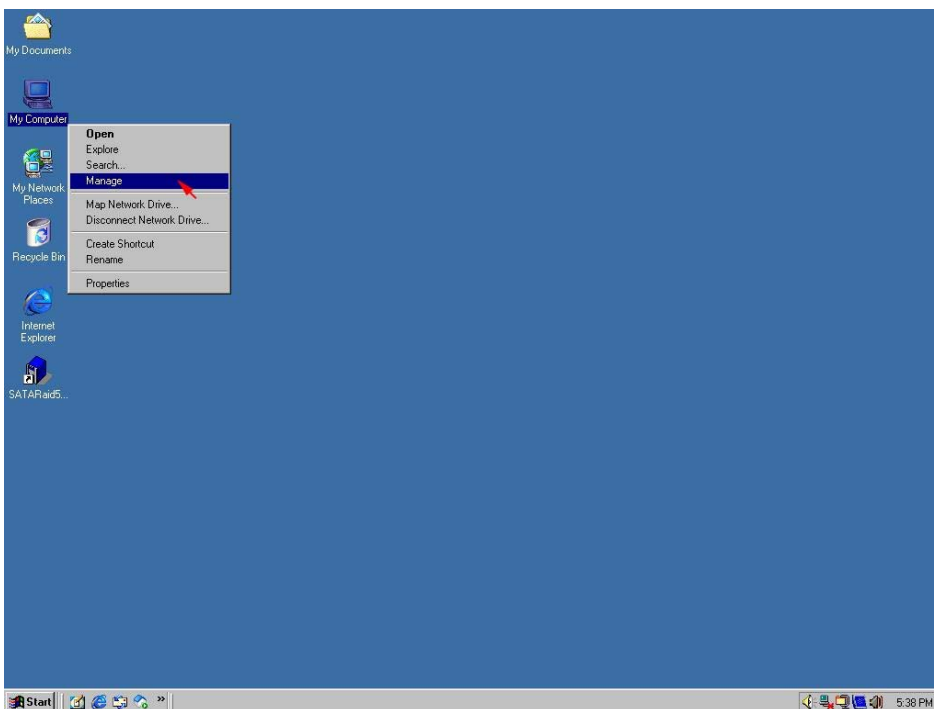 My Documents
My Computer
Open
Explore
Search...
Manage
Map Network Drive...
Disconnect Network Drive...
Create Shortcut
Rename
Properties
My Network
Places
Recycle Bin
Internet
Explorer
SATARaid5...
Start
»
5:38 PM